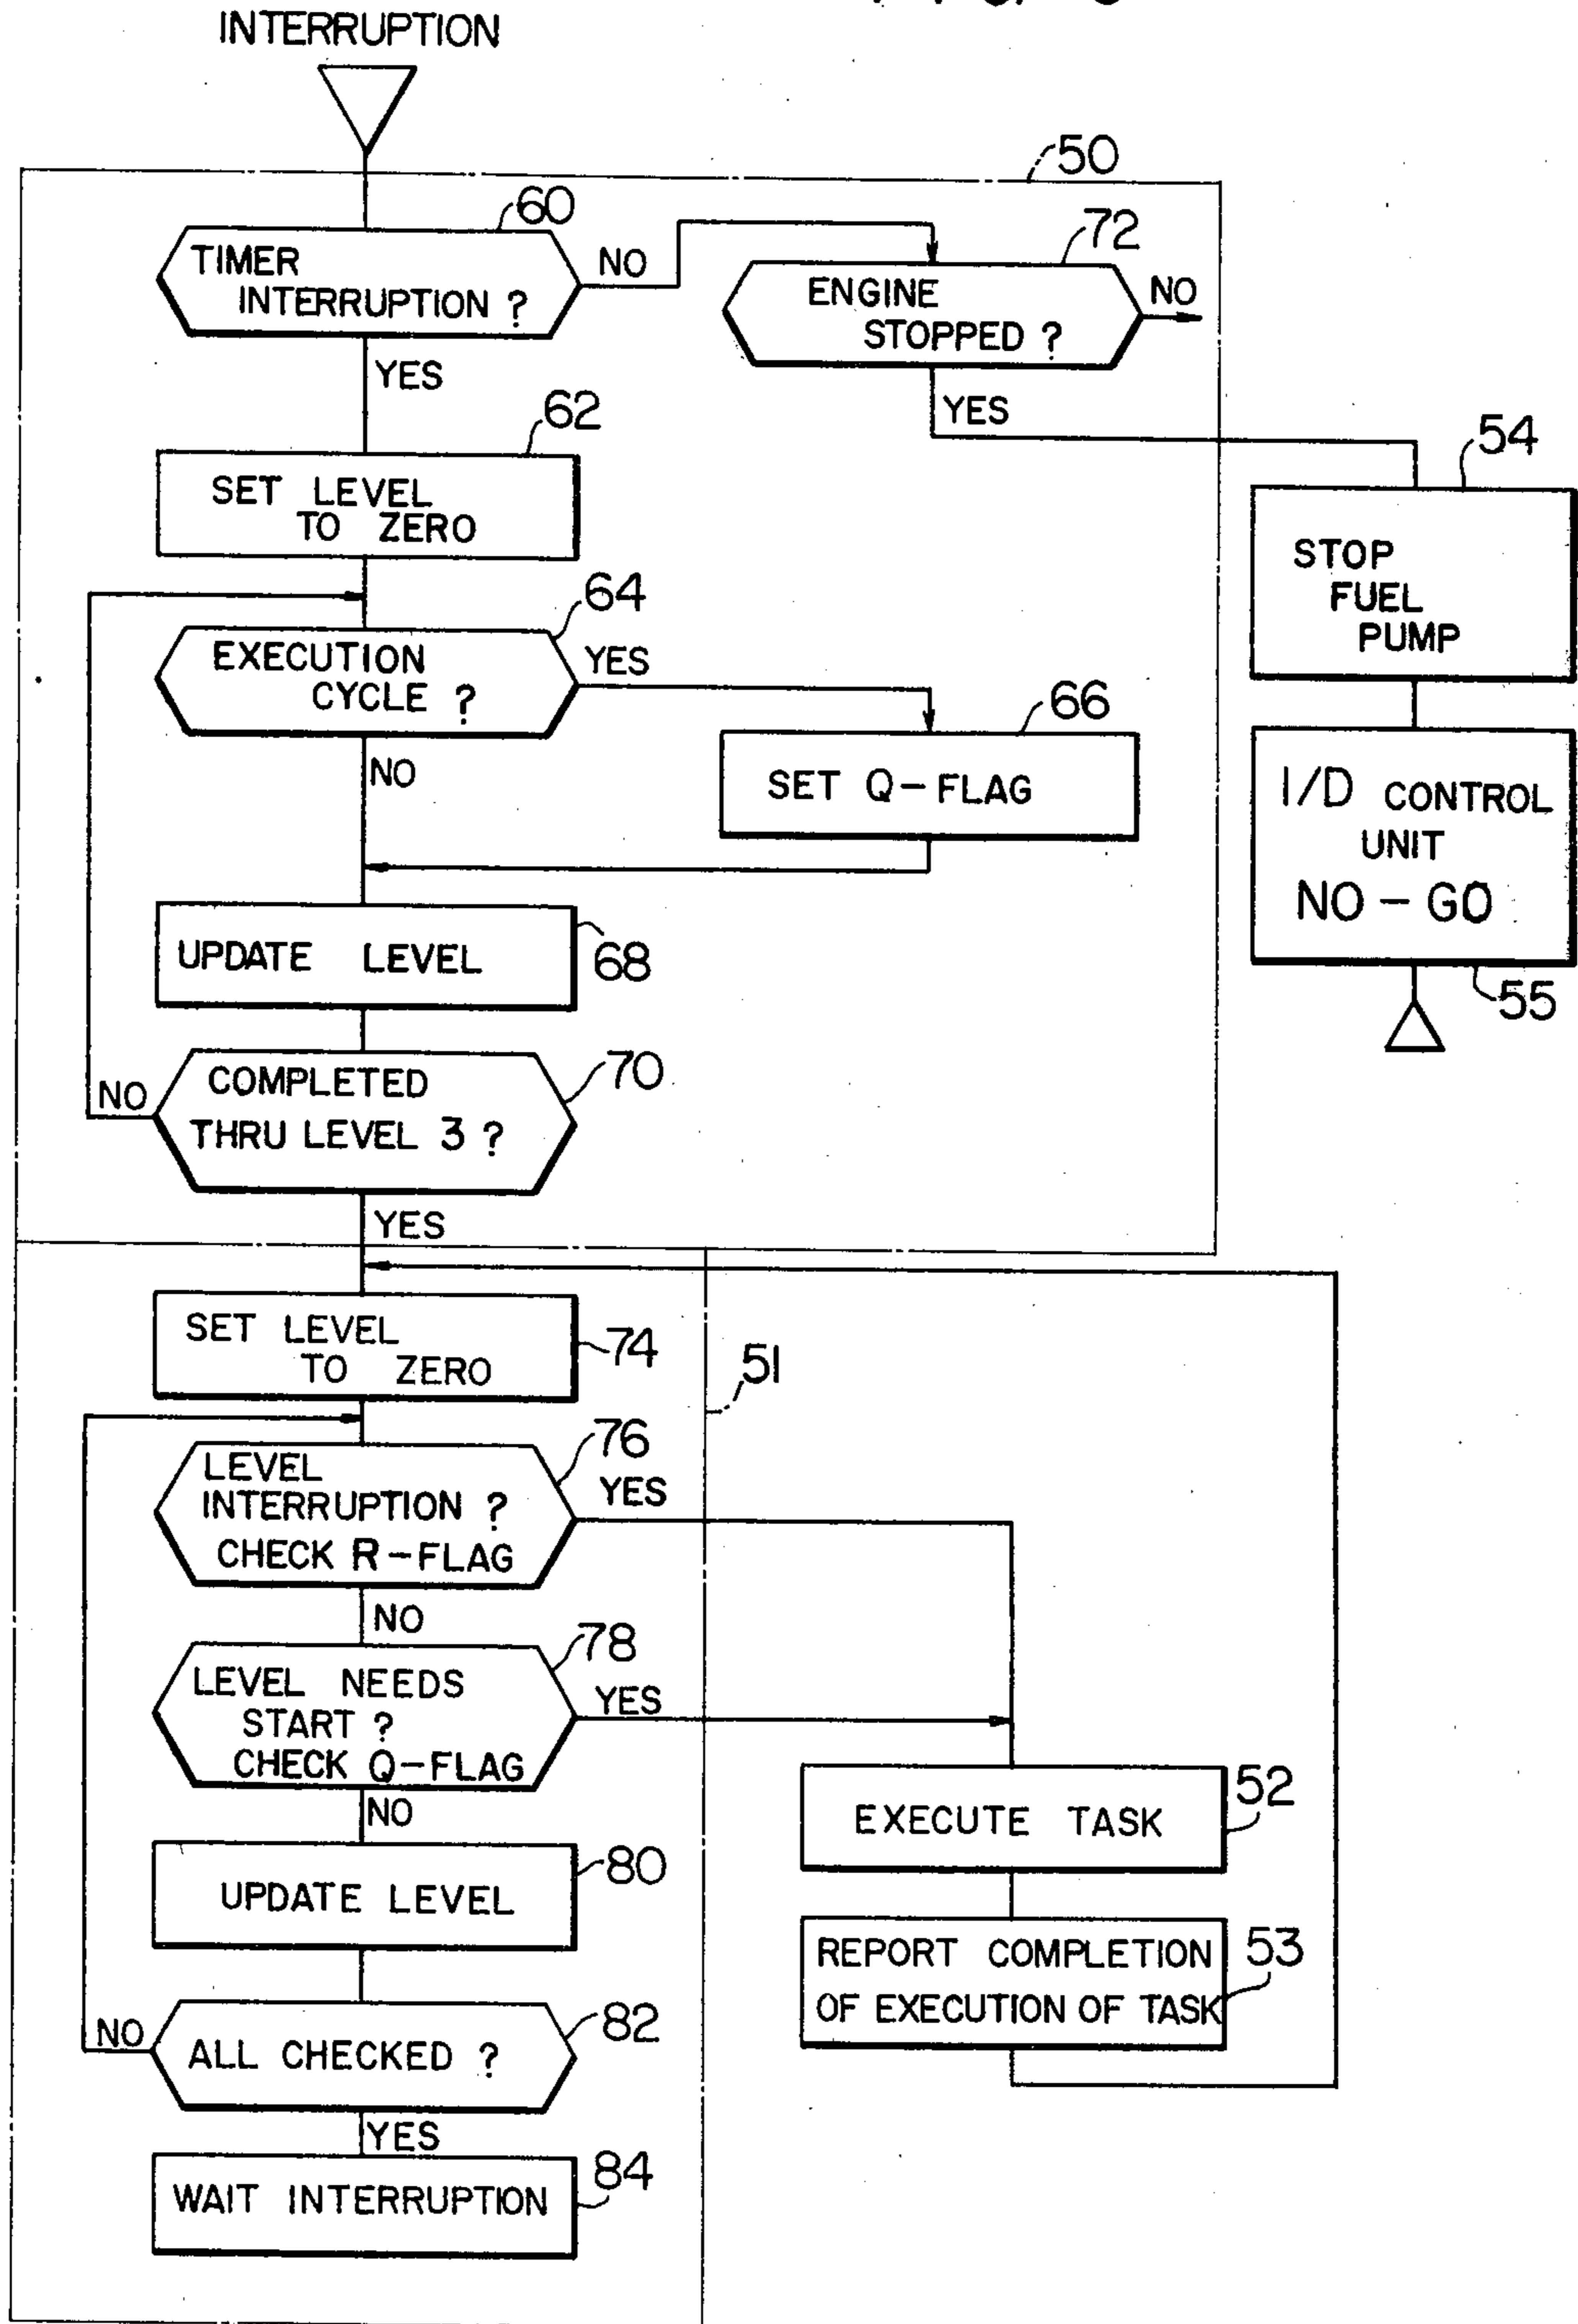 INTERRUPTION
50
60
TIMER
INTERRUPTION ?
NO
72
ENGINE
STOPPED ?
NO
YES
YES
62
SET LEVEL
TO ZERO
54
STOP
FUEL
PUMP
64
EXECUTION
CYCLE ?
YES
66
SET Q-FLAG
NO
I/D CONTROL
UNIT
NO-GO
55
UPDATE LEVEL
68
70
COMPLETED
THRU LEVEL 3 ?
NO
YES
SET LEVEL
TO ZERO
74
51
76
LEVEL
INTERRUPTION ?
CHECK R-FLAG
YES
NO
78
LEVEL NEEDS
START ?
CHECK Q-FLAG
YES
NO
52
EXECUTE TASK
80
UPDATE LEVEL
53
REPORT COMPLETION
OF EXECUTION OF TASK
82
ALL CHECKED ?
NO
YES
84
WAIT INTERRUPTION